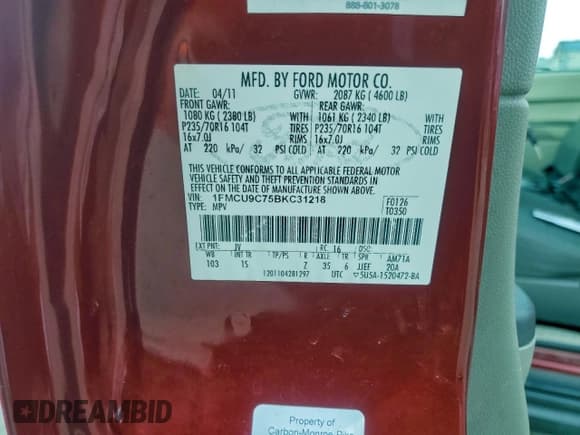 888-801-3078
MFD. BY FORD MOTOR CO.
DATE: 04/11 GVWR: 2087 KG (4600 LB)
FRONT GAWR: REAR GAWR:
1080 KG (2380 LB) WITH 1061 KG (2340 LB) WITH
P235/70R16 104T TIRES P235/70R16 104T TIRES
16x7.0J RIMS 16x7.0J RIMS
AT 220 kPa/ 32 PSI COLD AT 220 kPa/ 32 PSI COLD
THIS VEHICLE CONFORMS TO ALL APPLICABLE FEDERAL MOTOR
VEHICLE SAFETY AND THEFT PREVENTION STANDARDS IN
EFFECT ON THE DATE OF MANUFACTURE SHOWN ABOVE.
VIN: 1FMCU9C75BKC31218 F0126
TYPE: MPV T0350
EXT PNT: JV RC: 16 DSO:
WB INT TR TP/PS R AXLE TR SPR AM71A
103 15 Z 35 6 JJEF 20A
1201104281297 UTC 5U5A-1520472-BA
DREAMBID
Property of
Carbon-Monroe-Pike